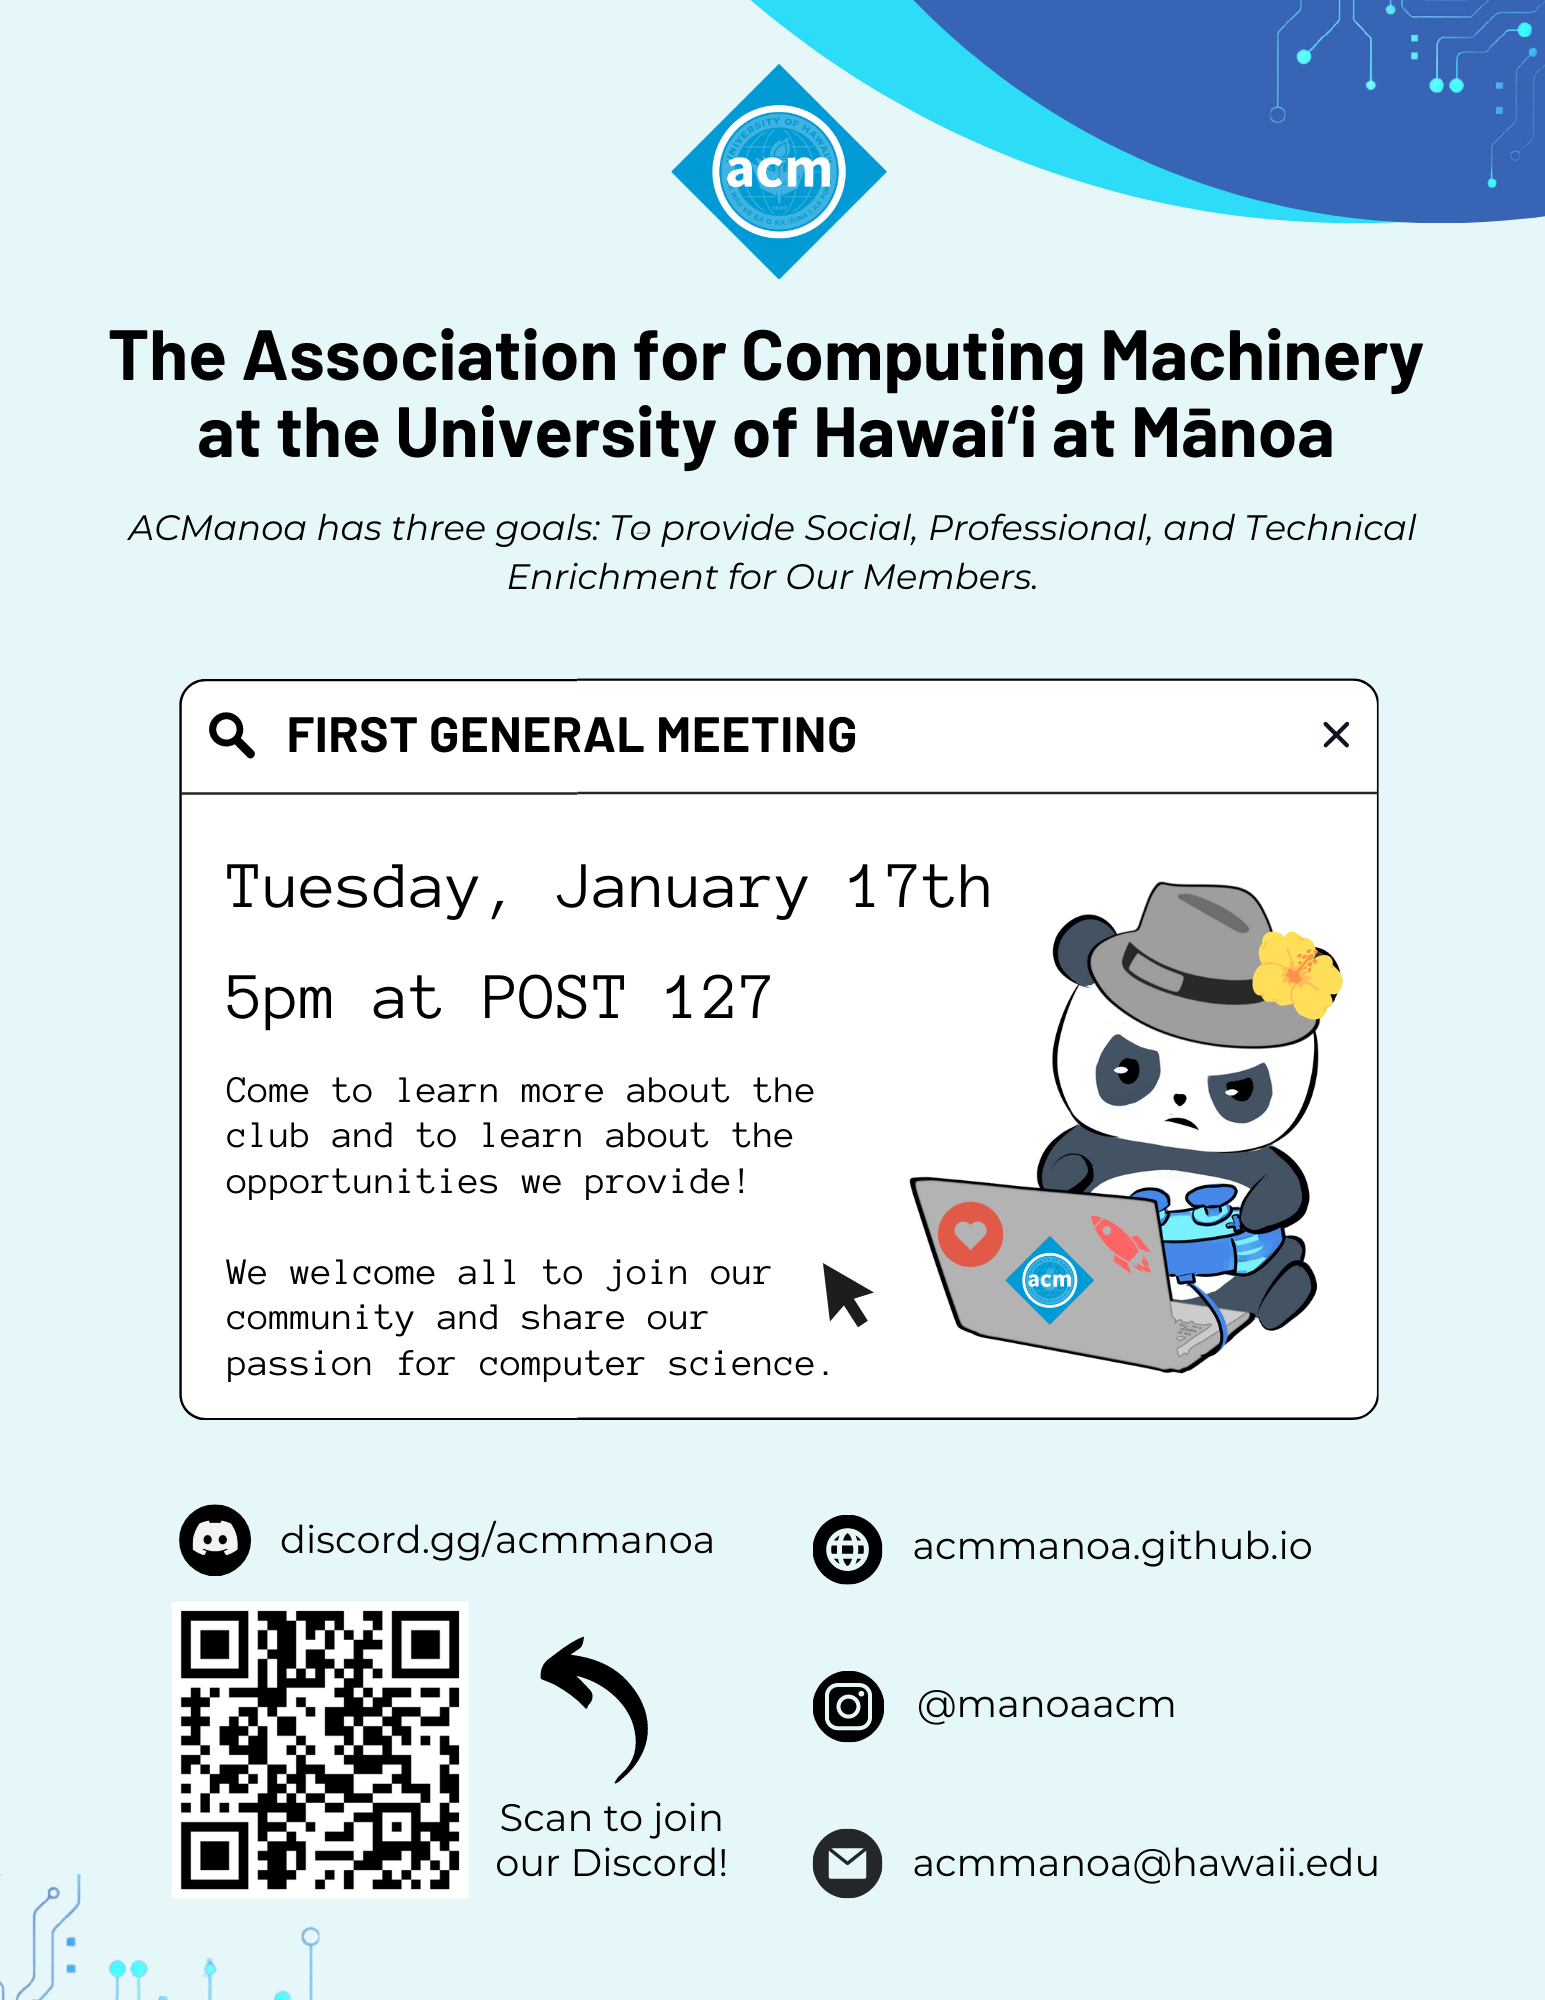 UNIVERSITY OF HAWAI
acm
1907
The Association for Computing Machinery
at the University of Hawaiʻi at Mānoa
ACManoa has three goals: To provide Social, Professional, and Technical
Enrichment for Our Members.
FIRST GENERAL MEETING
Tuesday, January 17th
5pm at POST 127
Come to learn more about the
club and to learn about the
opportunities we provide!
We welcome all to join our
community and share our
passion for computer science.
acm
discord.gg/acmmanoa
acmmanoa.github.io
@manoaacm
Scan to join
our Discord!
acmmanoa@hawaii.edu